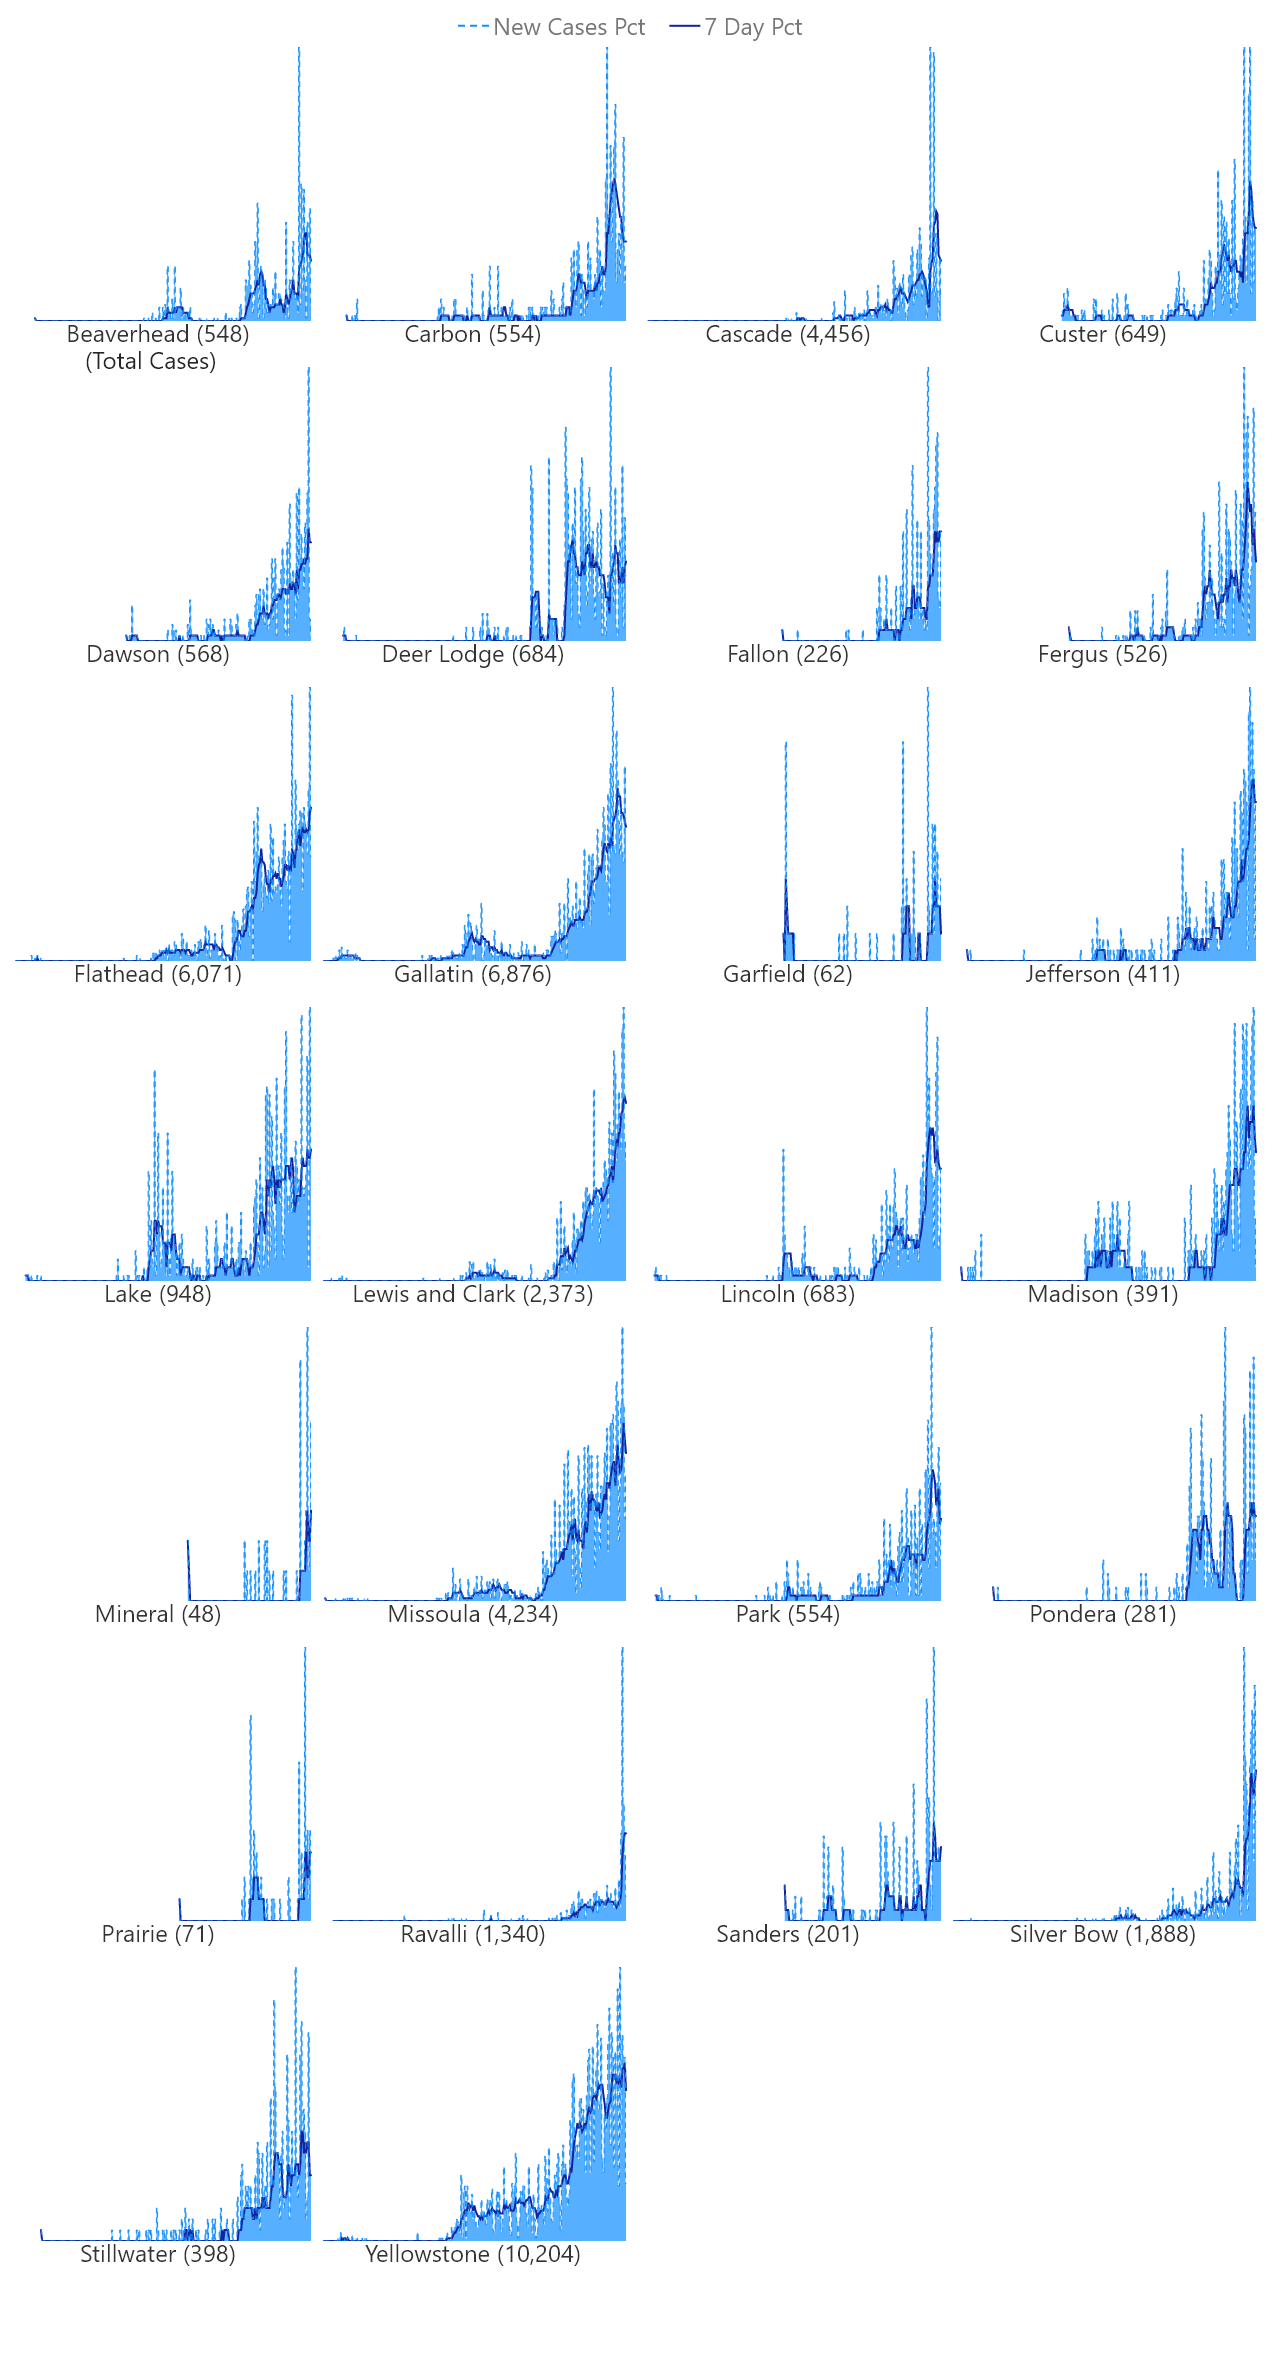 New Cases Pct 7 Day Pct
Beaverhead (548) Carbon (554) Cascade (4,456) Custer (649)
(Total Cases)
Dawson (568) Deer Lodge (684) Fallon (226) Fergus (526)
Flathead (6,071) Gallatin (6,876) Garfield (62) Jefferson (411)
Lake (948) Lewis and Clark (2,373) Lincoln (683) Madison (391)
Mineral (48) Missoula (4,234) Park (554) Pondera (281)
Prairie (71) Ravalli (1,340) Sanders (201) Silver Bow (1,888)
Stillwater (398) Yellowstone (10,204)